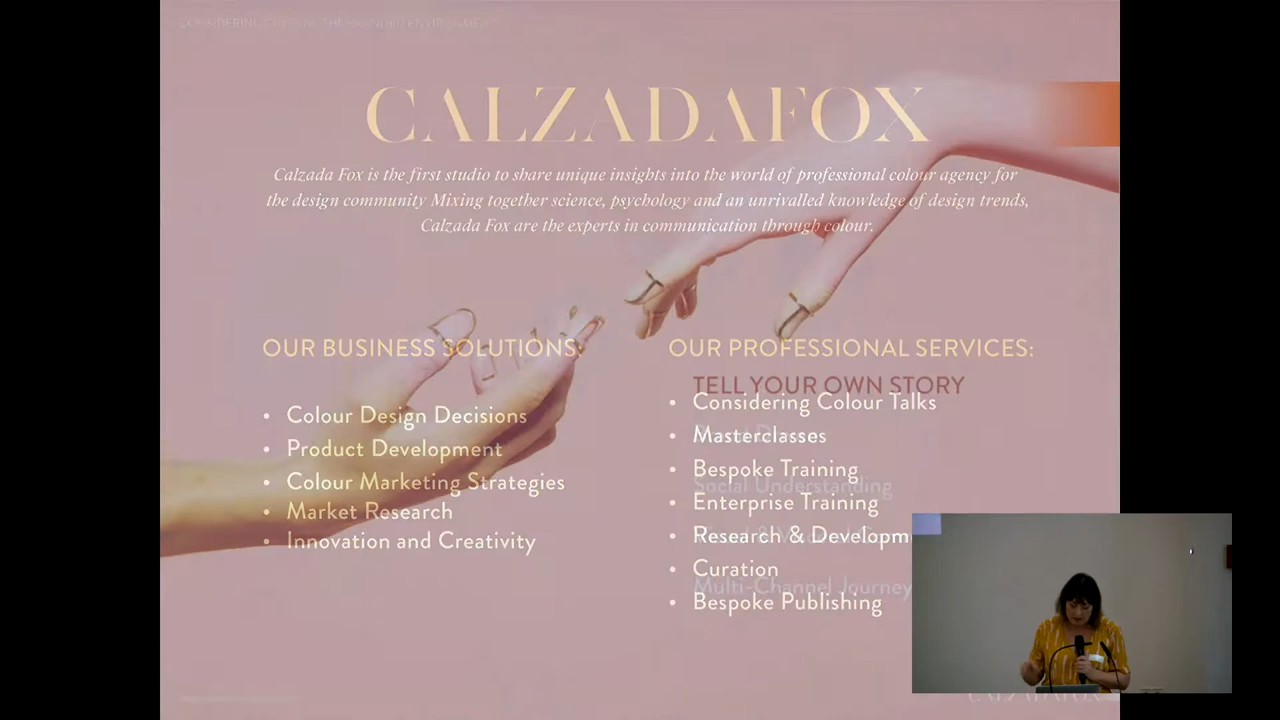 CALZADAFOX
Calzada Fox is the first studio to share unique insights into the world of professional colour agency for
the design community Mixing together science, psychology and an unrivalled knowledge of design trends,
Calzada Fox are the experts in communication through colour.
OUR BUSINESS SOLUTIONS:
• Colour Design Decisions
• Product Development
• Colour Marketing Strategies
• Market Research
• Innovation and Creativity
OUR PROFESSIONAL SERVICES:
TELL YOUR OWN STORY
• Considering Colour Talks
• Masterclasses
• Bespoke Training
Social Understanding
• Enterprise Training
• Research & Developm
• Curation
Multi-Channel Journey
• Bespoke Publishing
CALZADAFOX